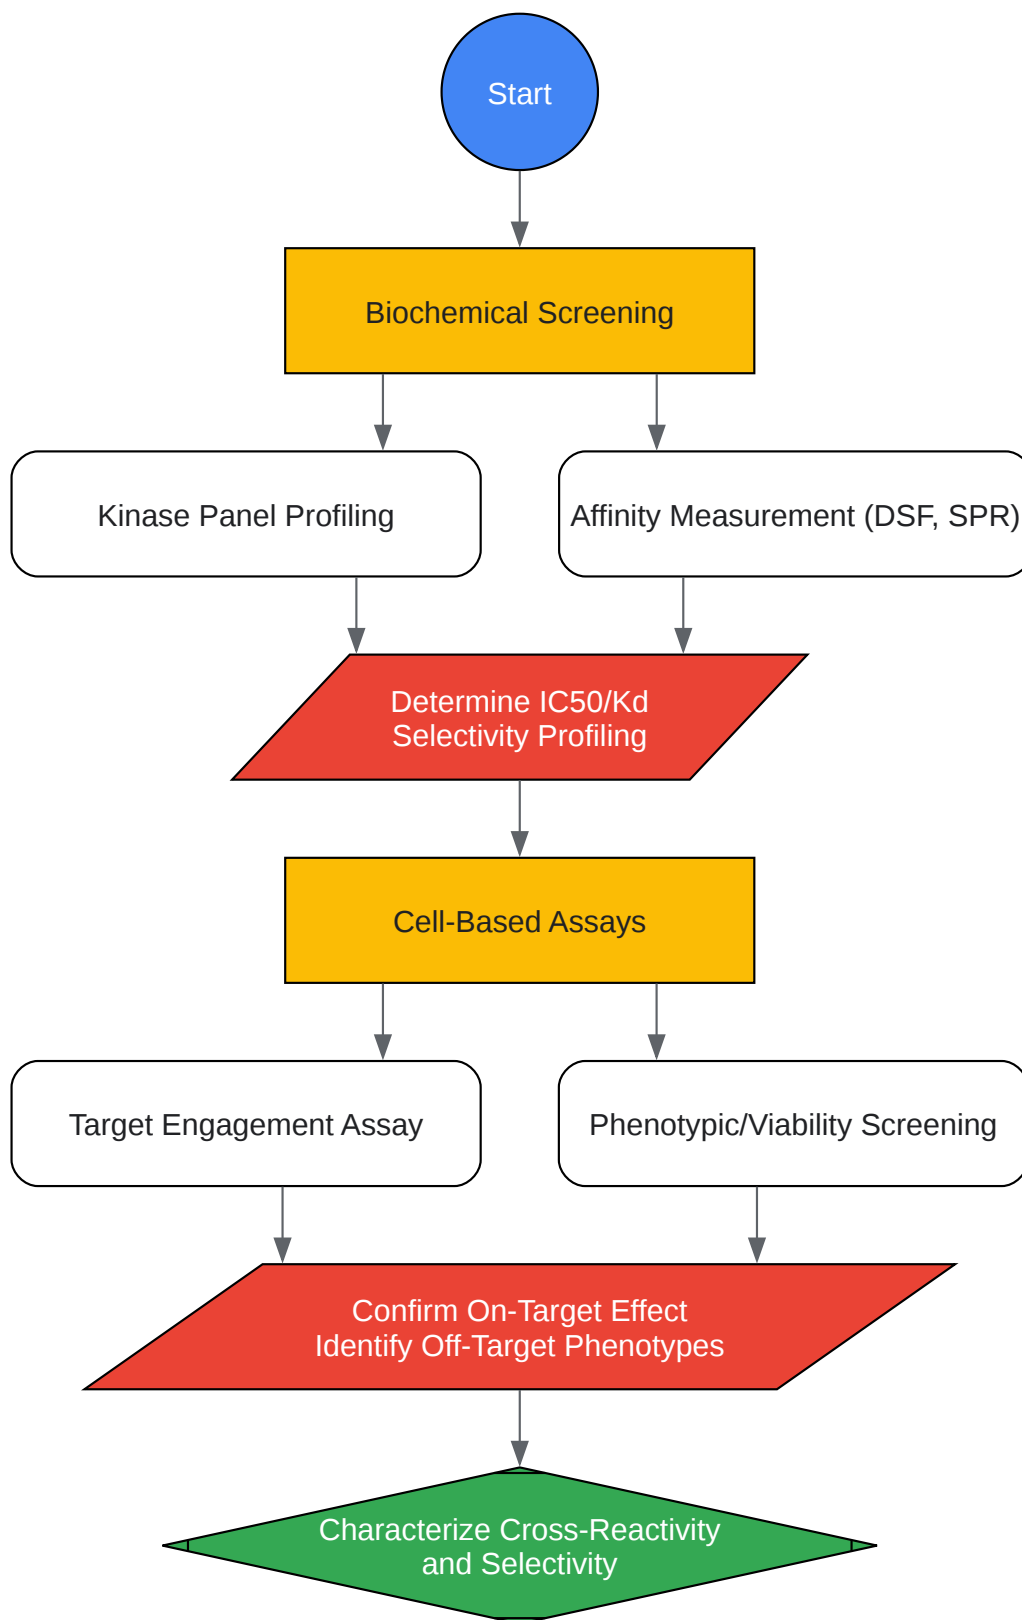 Start
Biochemical Screening
Kinase Panel Profiling
Affinity Measurement (DSF, SPR)
Determine IC50/Kd
Selectivity Profiling
Cell-Based Assays
Target Engagement Assay
Phenotypic/Viability Screening
Confirm On-Target Effect
Identify Off-Target Phenotypes
Characterize Cross-Reactivity
and Selectivity